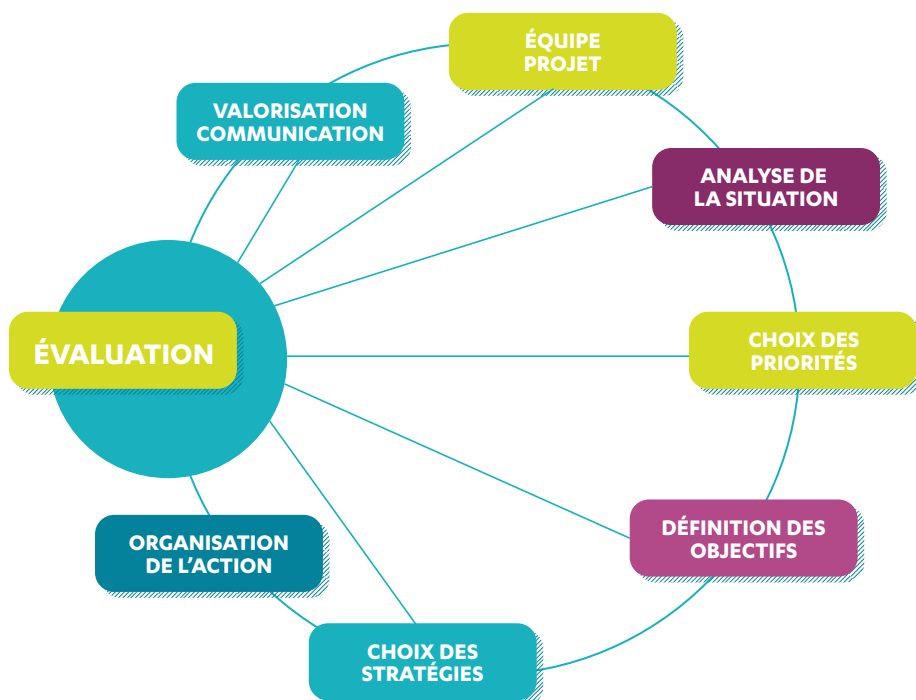 ÉQUIPE
PROJET
VALORISATION
COMMUNICATION
ANALYSE DE
LA SITUATION
ÉVALUATION
CHOIX DES
PRIORITÉS
DÉFINITION DES
OBJECTIFS
ORGANISATION
DE L'ACTION
CHOIX DES
STRATÉGIES